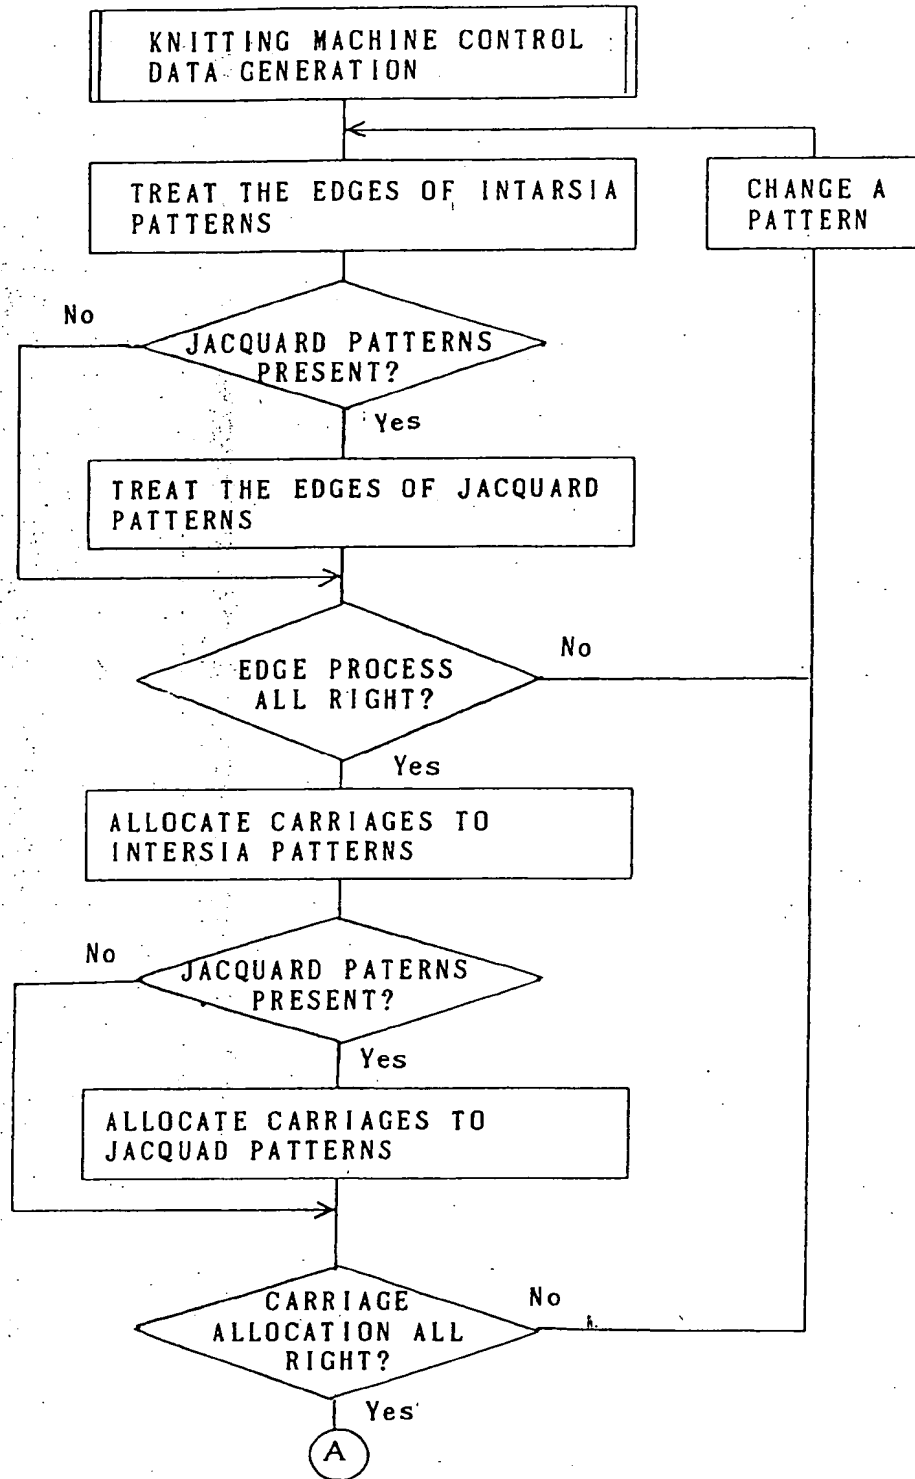 KNITTING MACHINE CONTROL
DATA GENERATION
TREAT THE EDGES OF INTARSIA
PATTERNS
CHANGE A
PATTERN
No
JACQUARD PATTERNS
PRESENT?
Yes
TREAT THE EDGES OF JACQUARD
PATTERNS
No
EDGE PROCESS
ALL RIGHT?
Yes
ALLOCATE CARRIAGES TO
INTERSIA PATTERNS
No
JACQUARD PATERNS
PRESENT?
Yes
ALLOCATE CARRIAGES TO
JACQUAD PATTERNS
No
CARRIAGE
ALLOCATION ALL
RIGHT?
Yes
A